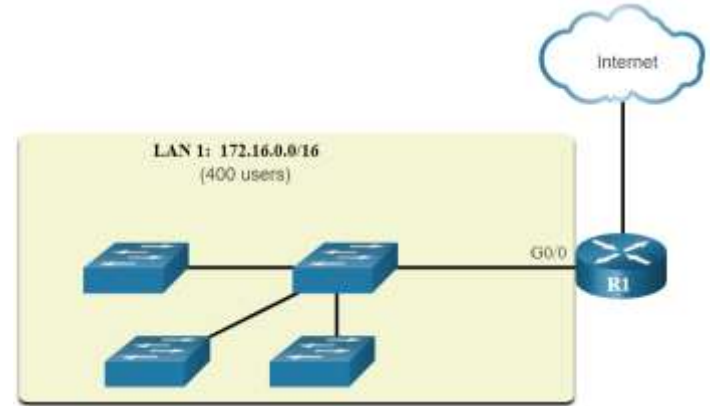 Internet
LAN 1: 172.16.0.0/16
(400 users)
G0/0
R1